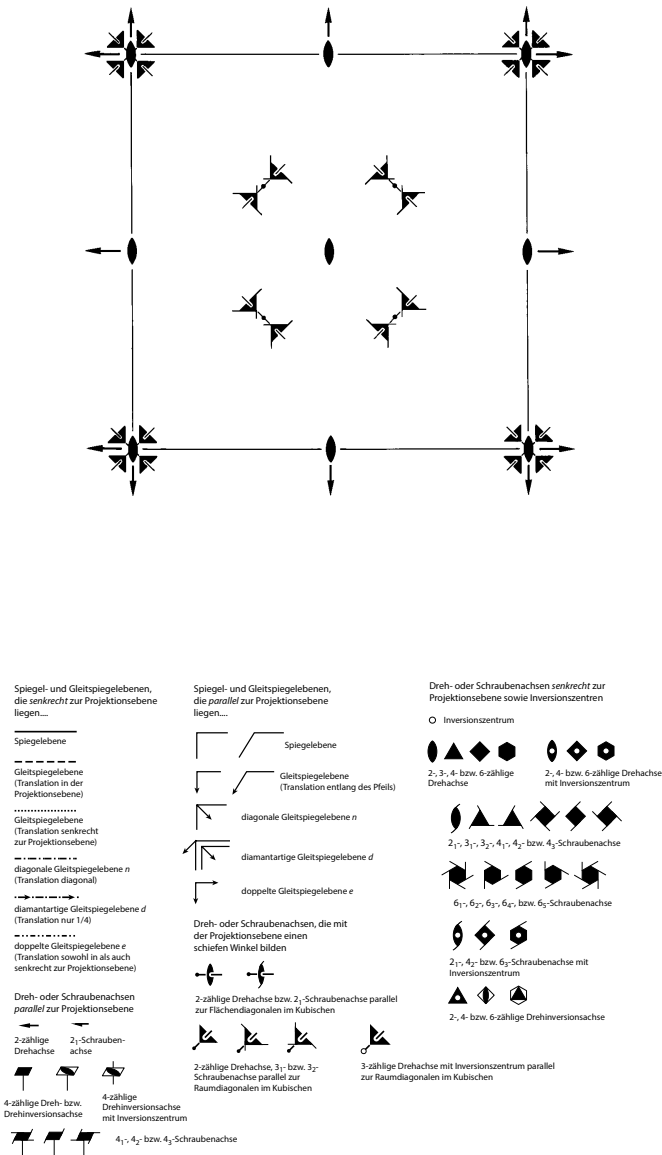 Spiegel- und Gleitspiegelebenen,
die senkrecht zur Projektionsebene
liegen....
Spiegelebene
Gleitspiegelebene
(Translation in der
Projektionsebene)
Gleitspiegelebene
(Translation senkrecht
zur Projektionsebene)
diagonale Gleitspiegelebene n
(Translation diagonal)
diamantartige Gleitspiegelebene d
(Translation nur 1/4)
doppelte Gleitspiegelebene e
(Translation sowohl in als auch
senkrecht zur Projektionsebene)
Dreh- oder Schraubenachsen
parallel zur Projektionsebene
2-zählige
Drehachse
2₁-Schrauben-
achse
4-zählige Dreh- bzw.
Drehinversionsachse
4-zählige
Drehinversionsachse
mit Inversionszentrum
4₁-, 4₂- bzw. 4₃-Schraubenachse
Spiegel- und Gleitspiegelebenen,
die parallel zur Projektionsebene
liegen....
Spiegelebene
Gleitspiegelebene
(Translation entlang des Pfeils)
diagonale Gleitspiegelebene n
diamantartige Gleitspiegelebene d
doppelte Gleitspiegelebene e
Dreh- oder Schraubenachsen, die mit
der Projektionsebene einen
schiefen Winkel bilden
2-zählige Drehachse bzw. 2₁-Schraubenachse parallel
zur Flächendiagonalen im Kubischen
2-zählige Drehachse, 3₁- bzw. 3₂-
Schraubenachse parallel zur
Raumdiagonalen im Kubischen
3-zählige Drehachse mit Inversionszentrum parallel
zur Raumdiagonalen im Kubischen
Dreh- oder Schraubenachsen senkrecht zur
Projektionsebene sowie Inversionszentren
Inversionszentrum
2-, 3-, 4- bzw. 6-zählige
Drehachse
2-, 4- bzw. 6-zählige Drehachse
mit Inversionszentrum
2₁-, 3₁-, 3₂-, 4₁-, 4₂- bzw. 4₃-Schraubenachse
6₁-, 6₂-, 6₃-, 6₄-, bzw. 6₅-Schraubenachse
2₁-, 4₂- bzw. 6₃-Schraubenachse mit
Inversionszentrum
2-, 4- bzw. 6-zählige Drehinversionsachse